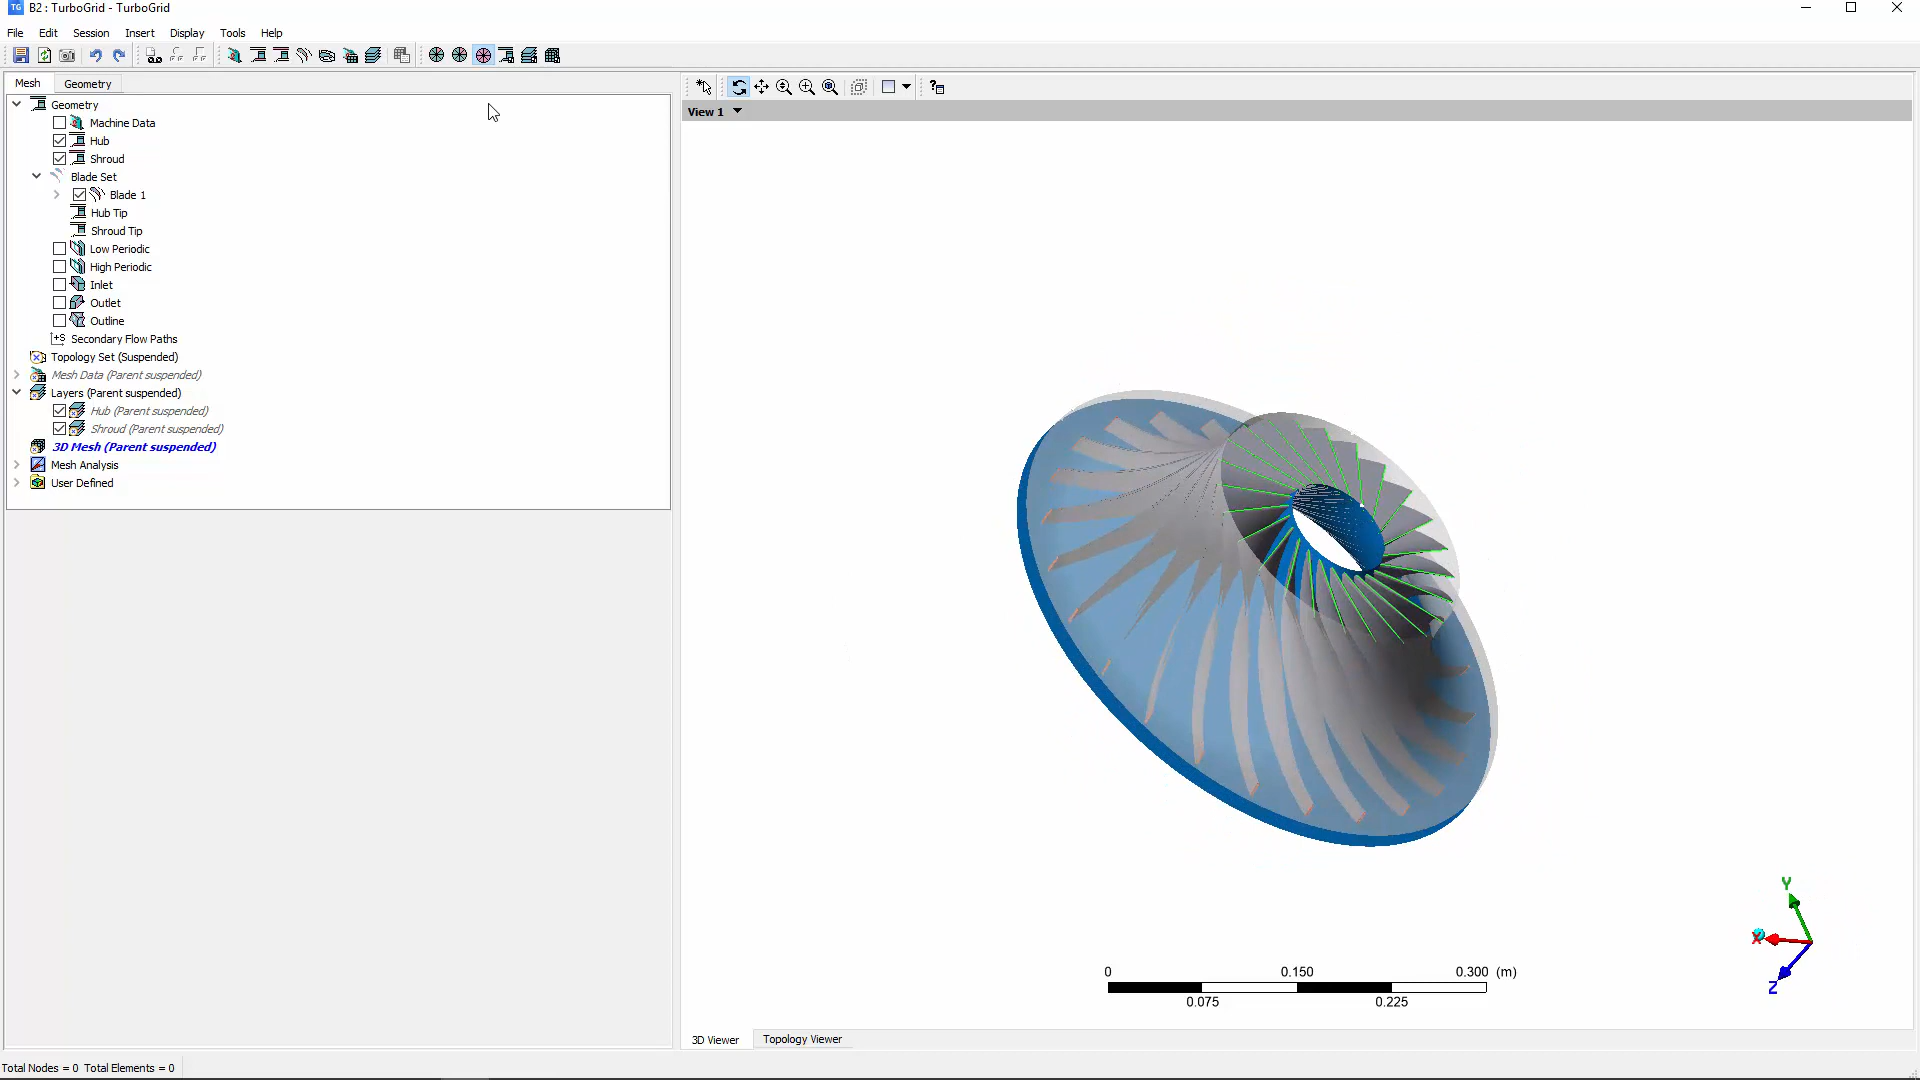 TG B2 : TurboGrid - TurboGrid
File Edit Session Insert Display Tools Help
Mesh Geometry
Geometry
Machine Data
Hub
Shroud
Blade Set
Blade 1
Hub Tip
Shroud Tip
Low Periodic
High Periodic
Inlet
Outlet
Outline
Secondary Flow Paths
Topology Set (Suspended)
Mesh Data (Parent suspended)
Layers (Parent suspended)
Hub (Parent suspended)
Shroud (Parent suspended)
3D Mesh (Parent suspended)
Mesh Analysis
User Defined
View 1
Y
X
Z
0 0.150 0.300 (m)
0.075 0.225
3D Viewer Topology Viewer
Total Nodes = 0 Total Elements = 0